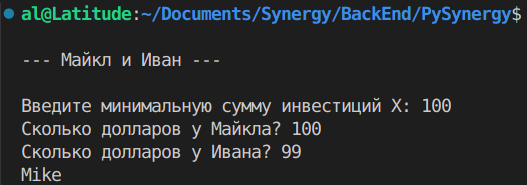 al@Latitude:~/Documents/Synergy/BackEnd/PySynergy$
--- Майкл и Иван ---
Введите минимальную сумму инвестиций X: 100
Сколько долларов у Майкла? 100
Сколько долларов у Ивана? 99
Mike